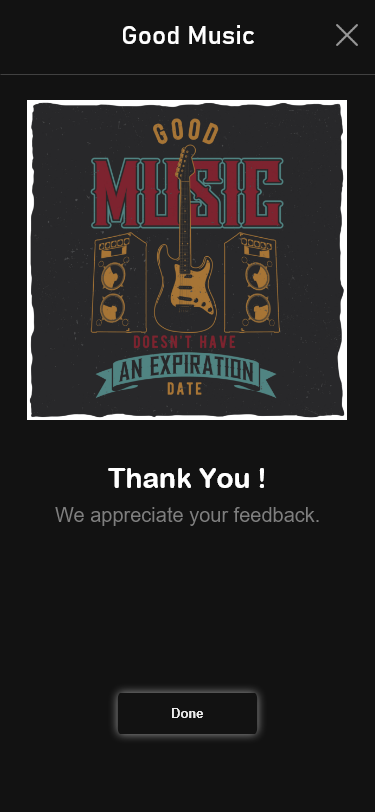 Good Music
GOOD
MUSIC
DOESN'T HAVE
AN EXPIRATION
DATE
Thank You !
We appreciate your feedback.
Done